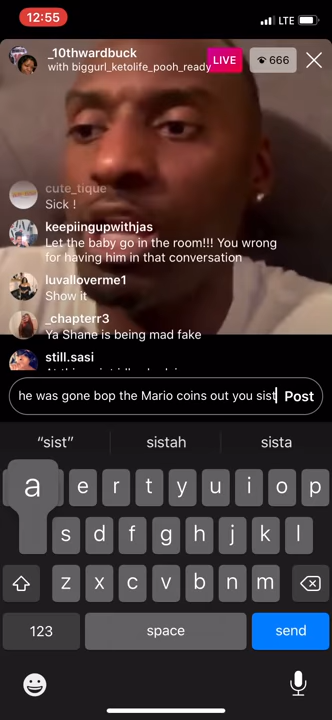 12:55
LTE
_10thwardbuck
with biggurl_ketolife_pooh_ready
LIVE
666
cute_tique
Sick !
keepiingupwithjas
Let the baby go in the room!!! You wrong
for having him in that conversation
luvalloverme1
Show it
_chapterr3
Ya Shane is being mad fake
still.sasi
he was gone bop the Mario coins out you sist
Post
“sist” sistah sista
a e r t y u i o p
s d f g h j k l
z x c v b n m
123 space send